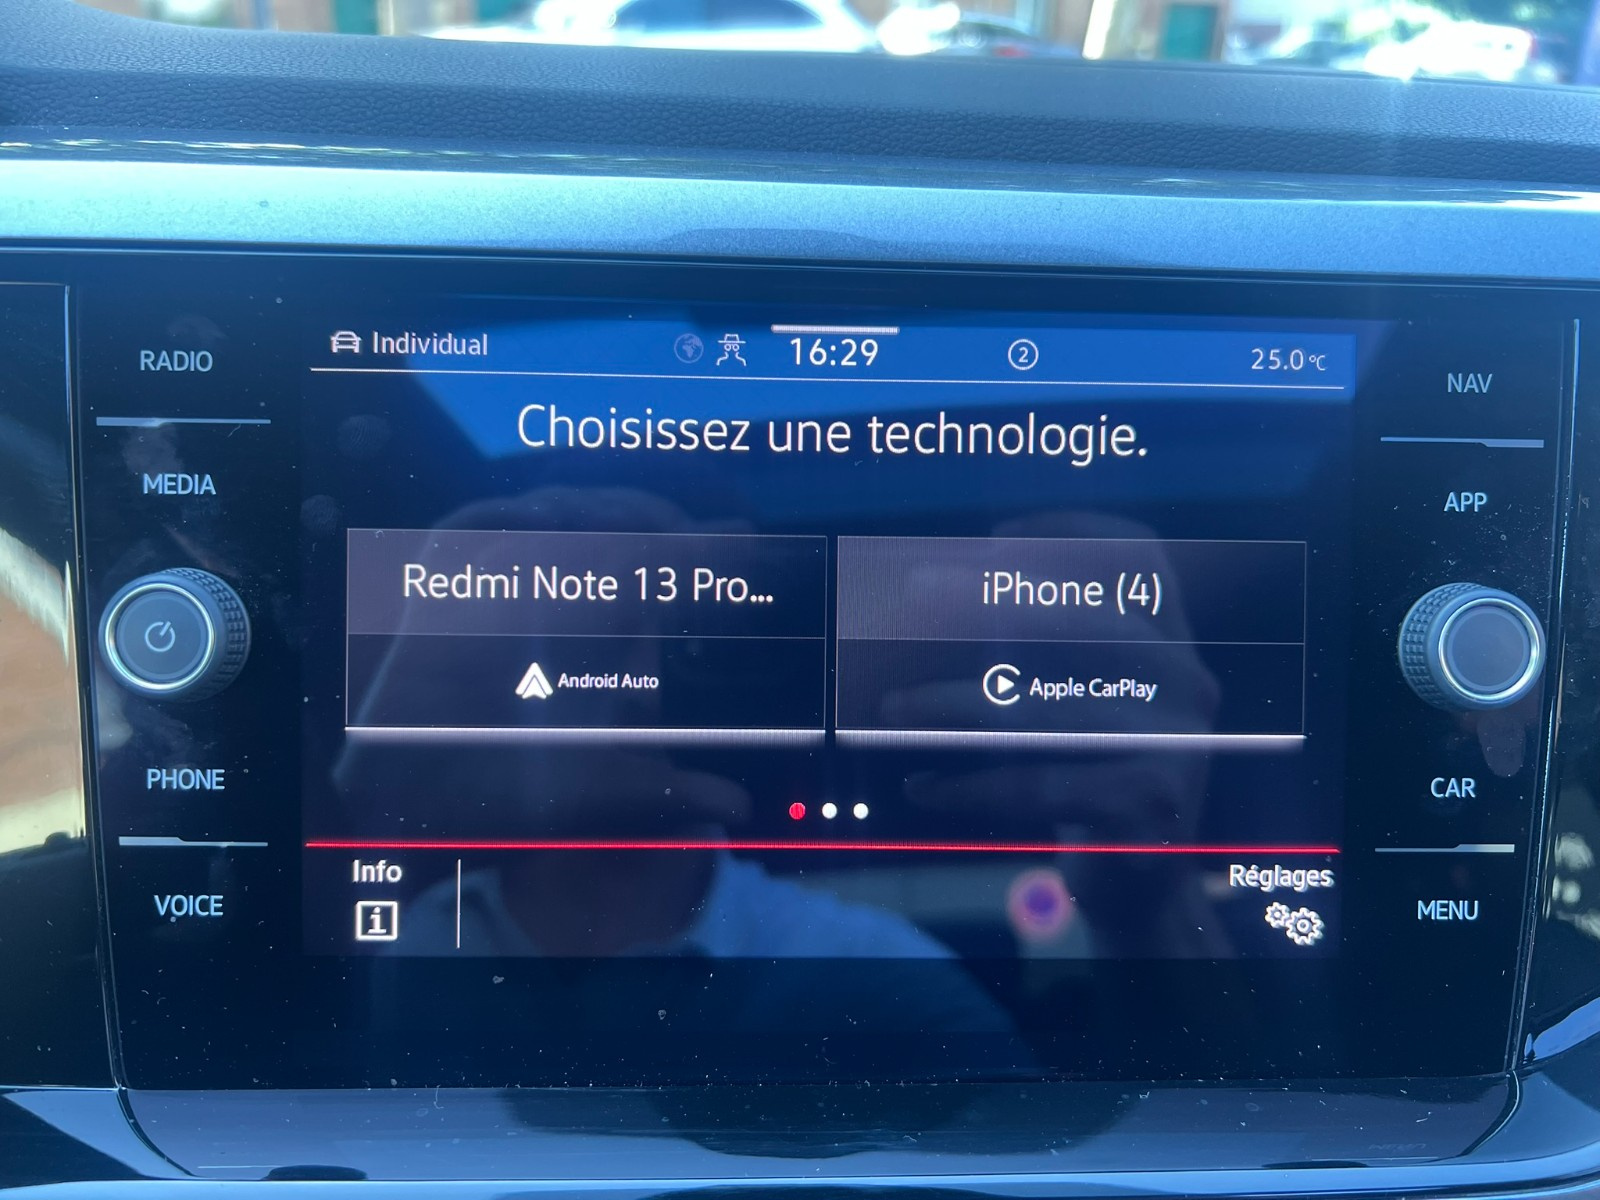 RADIO
MEDIA
PHONE
VOICE
Individual
16:29
2
25.0°C
Choisissez une technologie.
Redmi Note 13 Pro...
Android Auto
iPhone (4)
Apple CarPlay
Info
i
Réglages
NAV
APP
CAR
MENU